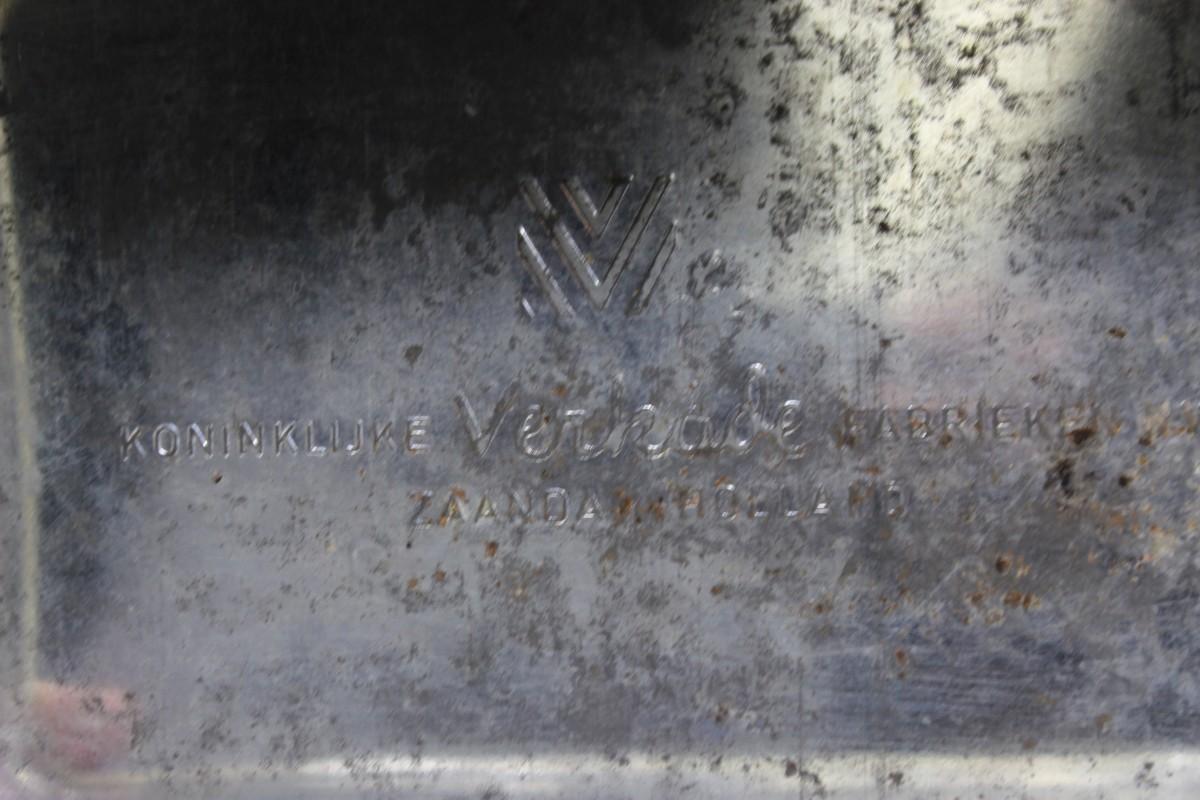 KONINKLIJKE Verkade FABRIEKEN
ZAANDAM HOLLAND